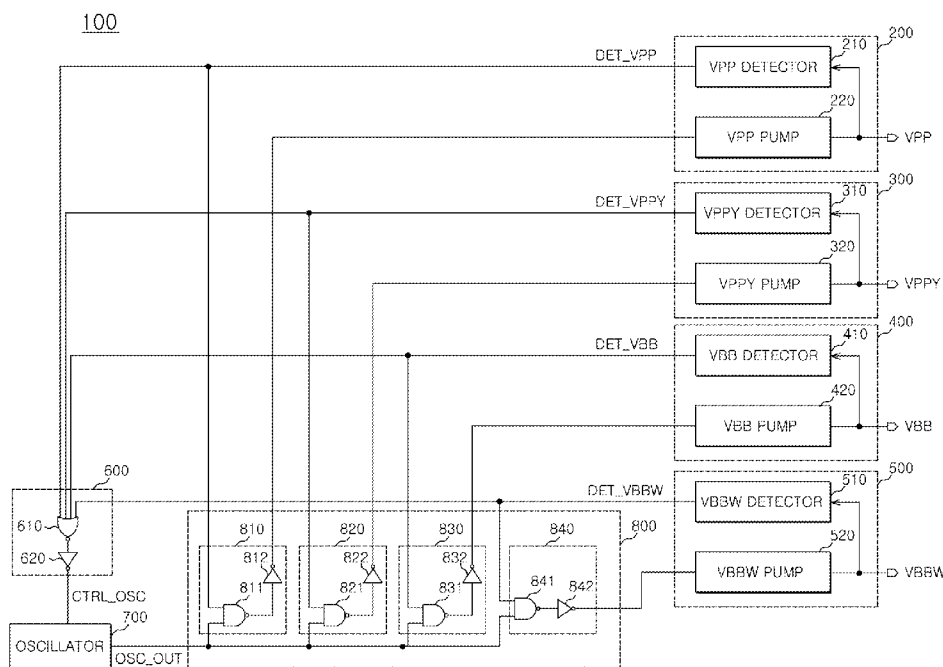 100
200
DET_VPP
210
VPP DETECTOR
220
VPP PUMP
VPP
300
DET_VPPY
310
VPPY DETECTOR
320
VPPY PUMP
VPPY
400
DET_VBB
410
VBB DETECTOR
420
VBB PUMP
VBB
500
DET_VBBW
510
VBBW DETECTOR
520
VBBW PUMP
VBBW
600
610
620
CTRL_OSC
700
OSCILLATOR
OSC_OUT
800
810
812
811
820
822
821
830
832
831
840
841
842